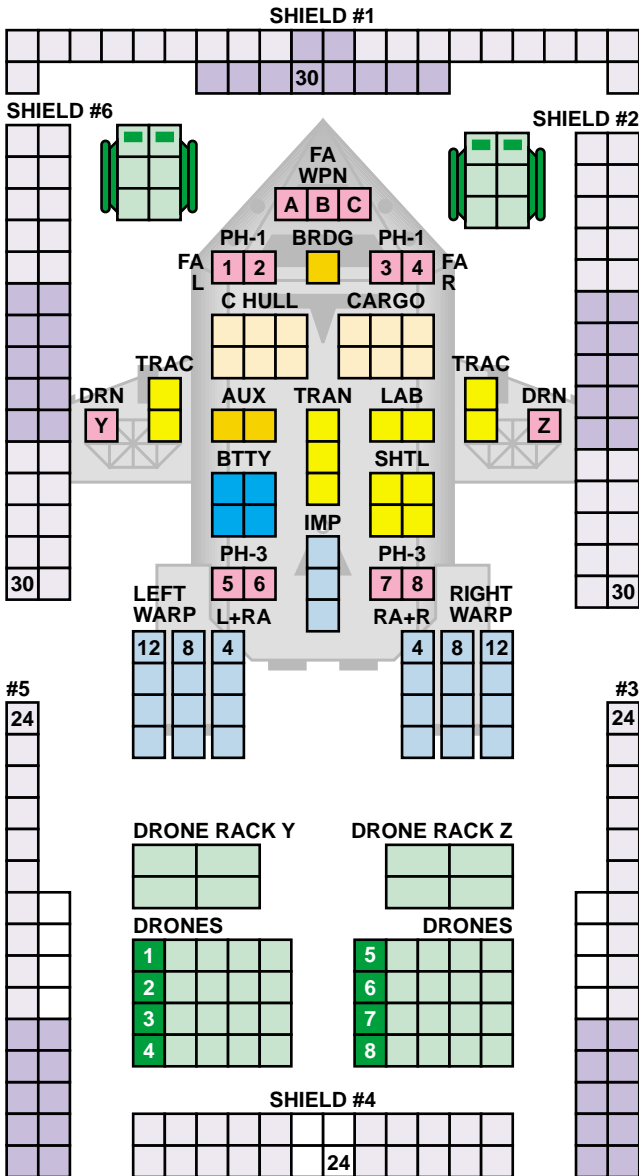 SHIELD #1
30
SHIELD #6
SHIELD #2
FA
WPN
A B C
PH-1 BRDG PH-1
FA 1 2 3 4 FA
L R
C HULL CARGO
TRAC TRAC
DRN AUX TRAN LAB DRN
Y Z
BTTY SHTL
IMP
PH-3 PH-3
30 5 6 7 8 30
LEFT RIGHT
WARP L+RA RA+R WARP
12 8 4 4 8 12
#5 #3
24 24
DRONE RACK Y DRONE RACK Z
DRONES DRONES
1 5
2 6
3 7
4 8
SHIELD #4
24